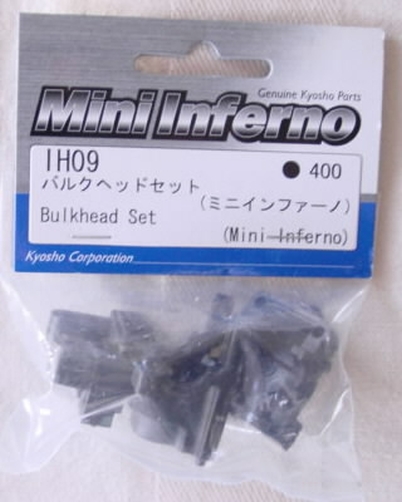 Genuine Kyosho Parts
Mini Inferno
IH09 ● 400
バルクヘッドセット
(ミニインファーノ)
Bulkhead Set
(Mini Inferno)
Kyosho Corporation